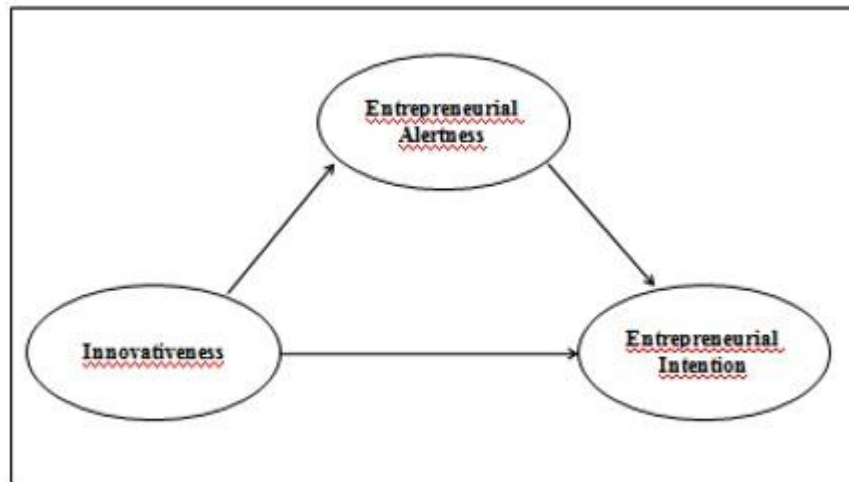 Entrepreneurial
Alertness
Innovativeness
Entrepreneurial
Intention